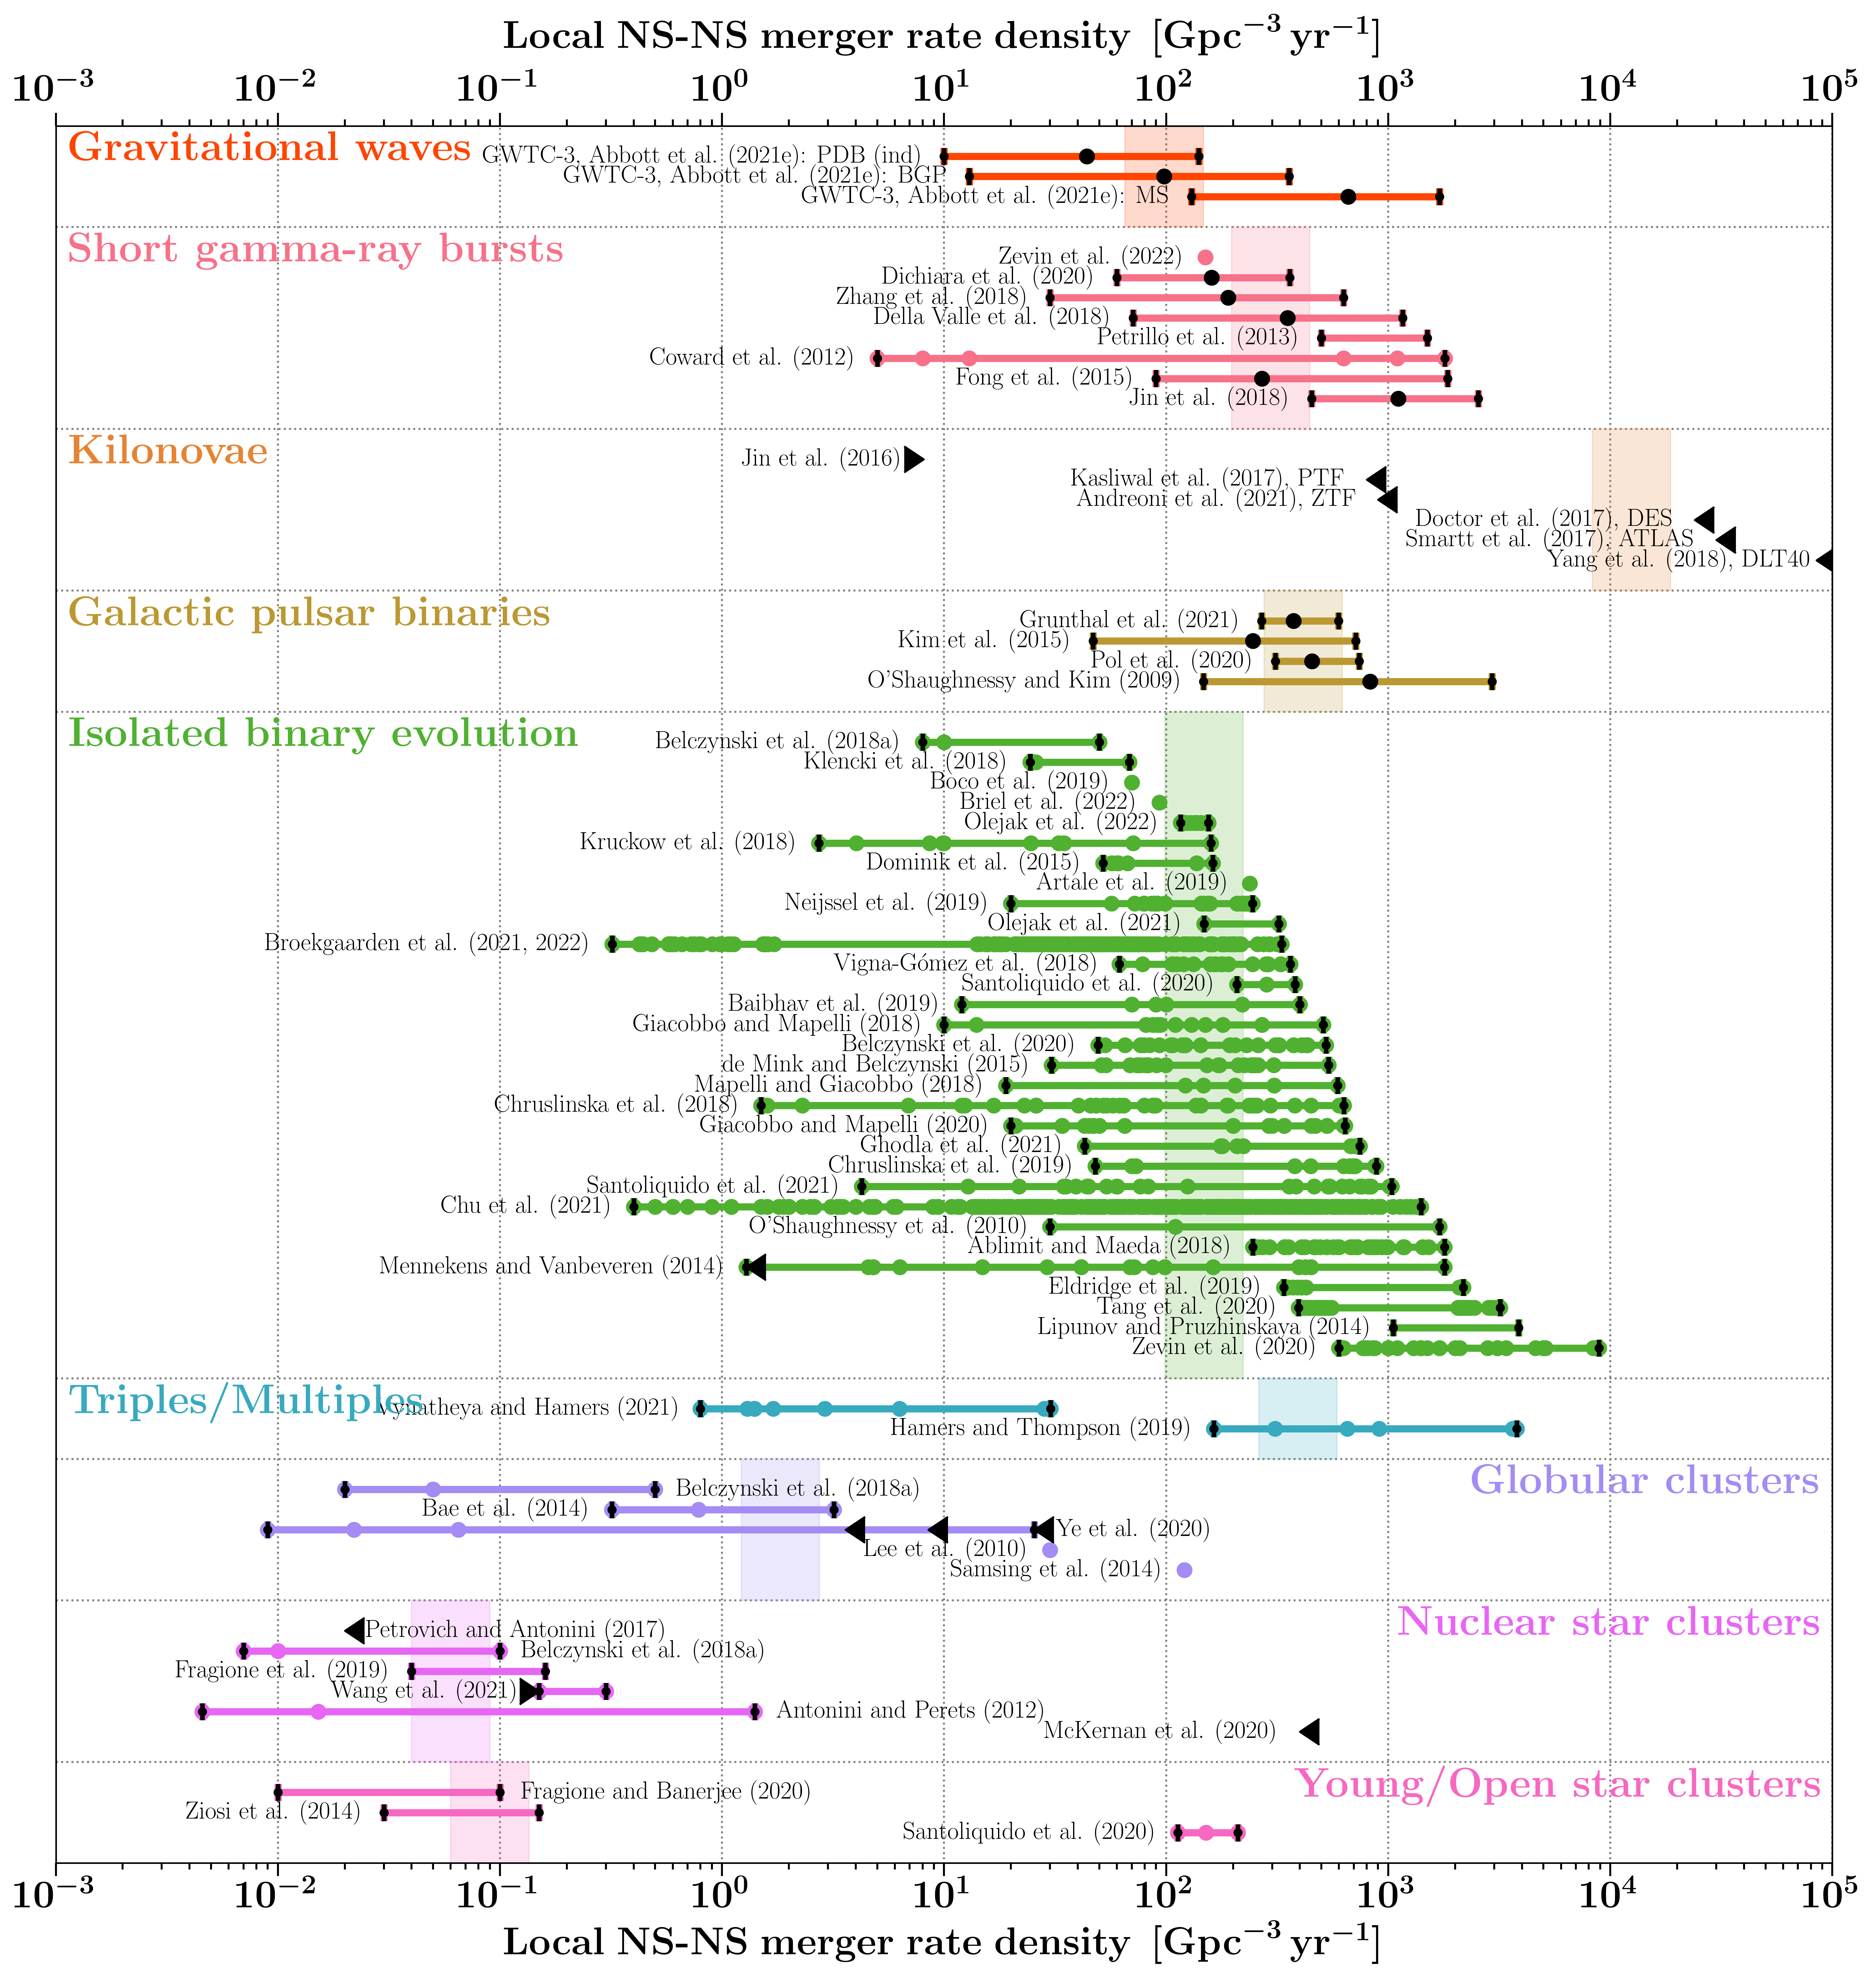 Local NS-NS merger rate density [Gpc⁻³ yr⁻¹]
10⁻³ 10⁻² 10⁻¹ 10⁰ 10¹ 10² 10³ 10⁴ 10⁵
Gravitational waves
GWTC-3, Abbott et al. (2021e): PDB (ind)
GWTC-3, Abbott et al. (2021e): BGP
GWTC-3, Abbott et al. (2021e): MS
Short gamma-ray bursts
Zevin et al. (2022)
Dichiara et al. (2020)
Zhang et al. (2018)
Della Valle et al. (2018)
Petrillo et al. (2013)
Coward et al. (2012)
Fong et al. (2015)
Jin et al. (2018)
Kilonovae
Jin et al. (2016)
Kasliwal et al. (2017), PTF
Andreoni et al. (2021), ZTF
Doctor et al. (2017), DES
Smartt et al. (2017), ATLAS
Yang et al. (2018), DLT40
Galactic pulsar binaries
Grunthal et al. (2021)
Kim et al. (2015)
Pol et al. (2020)
O'Shaughnessy and Kim (2009)
Isolated binary evolution
Belczynski et al. (2018a)
Klencki et al. (2018)
Boco et al. (2019)
Briel et al. (2022)
Olejak et al. (2022)
Kruckow et al. (2018)
Dominik et al. (2015)
Artale et al. (2019)
Neijssel et al. (2019)
Olejak et al. (2021)
Broekgaarden et al. (2021, 2022)
Vigna-Gómez et al. (2018)
Santoliquido et al. (2020)
Baibhav et al. (2019)
Giacobbo and Mapelli (2018)
Belczynski et al. (2020)
de Mink and Belczynski (2015)
Mapelli and Giacobbo (2018)
Chruslinska et al. (2018)
Giacobbo and Mapelli (2020)
Ghodla et al. (2021)
Chruslinska et al. (2019)
Santoliquido et al. (2021)
Chu et al. (2021)
O'Shaughnessy et al. (2010)
Ablimit and Maeda (2018)
Mennekens and Vanbeveren (2014)
Eldridge et al. (2019)
Tang et al. (2020)
Lipunov and Pruzhinskaya (2014)
Zevin et al. (2020)
Triples/Multiples
Vynatheya and Hamers (2021)
Hamers and Thompson (2019)
Globular clusters
Belczynski et al. (2018a)
Bae et al. (2014)
Ye et al. (2020)
Lee et al. (2010)
Samsing et al. (2014)
Nuclear star clusters
Petrovich and Antonini (2017)
Belczynski et al. (2018a)
Fragione et al. (2019)
Wang et al. (2021)
Antonini and Perets (2012)
McKernan et al. (2020)
Young/Open star clusters
Fragione and Banerjee (2020)
Ziosi et al. (2014)
Santoliquido et al. (2020)
10⁻³ 10⁻² 10⁻¹ 10⁰ 10¹ 10² 10³ 10⁴ 10⁵
Local NS-NS merger rate density [Gpc⁻³ yr⁻¹]